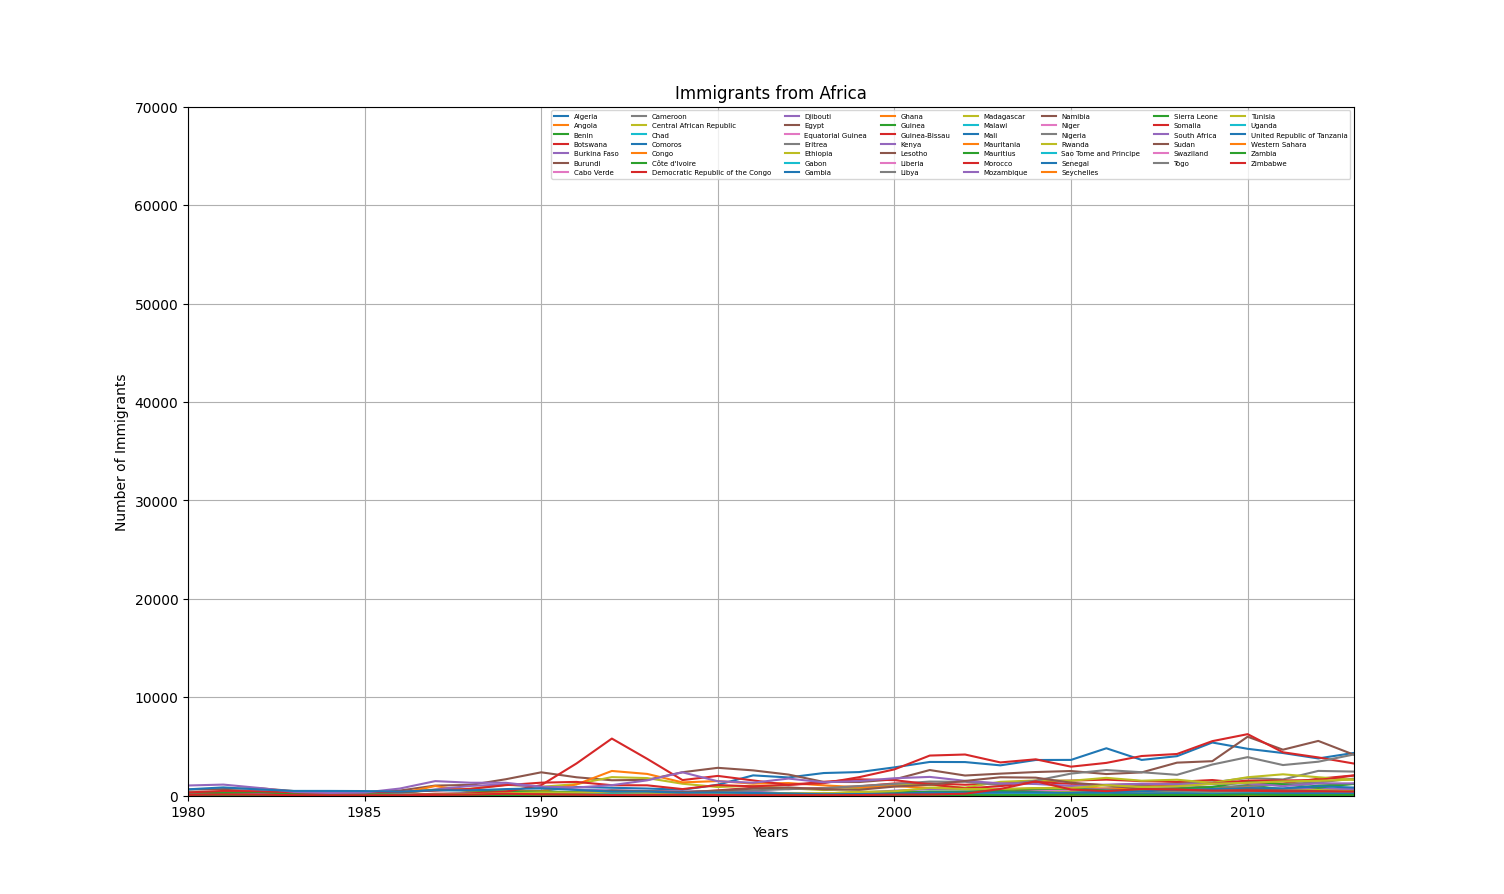 Immigrants from Africa
70000
60000
50000
40000
30000
20000
10000
0
Number of Immigrants
Algeria
Angola
Benin
Botswana
Burkina Faso
Burundi
Cabo Verde
Cameroon
Central African Republic
Chad
Comoros
Congo
Côte d'Ivoire
Democratic Republic of the Congo
Djibouti
Egypt
Equatorial Guinea
Eritrea
Ethiopia
Gabon
Gambia
Ghana
Guinea
Guinea-Bissau
Kenya
Lesotho
Liberia
Libya
Madagascar
Malawi
Mali
Mauritania
Mauritius
Morocco
Mozambique
Namibia
Niger
Nigeria
Rwanda
Sao Tome and Principe
Senegal
Seychelles
Sierra Leone
Somalia
South Africa
Sudan
Swaziland
Togo
Tunisia
Uganda
United Republic of Tanzania
Western Sahara
Zambia
Zimbabwe
1980
1985
1990
1995
2000
2005
2010
Years